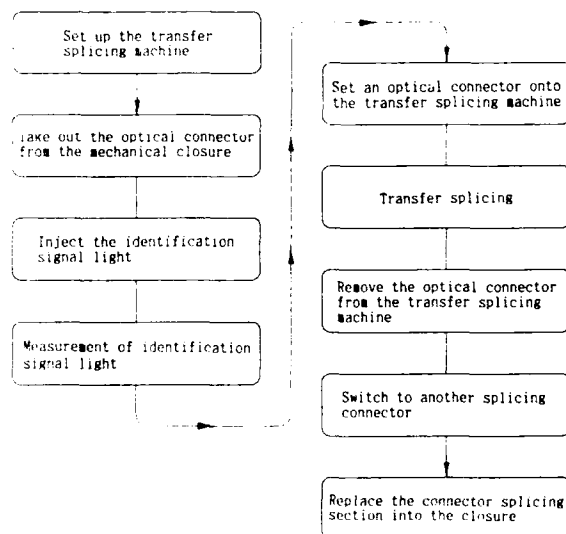 Set up the transfer
splicing machine
Take out the optical connector
from the mechanical closure
Inject the identification
signal light
Measurement of identification
signal light
Set an optical connector onto
the transfer splicing machine
Transfer splicing
Remove the optical connector
from the transfer splicing
machine
Switch to another splicing
connector
Replace the connector splicing
section into the closure